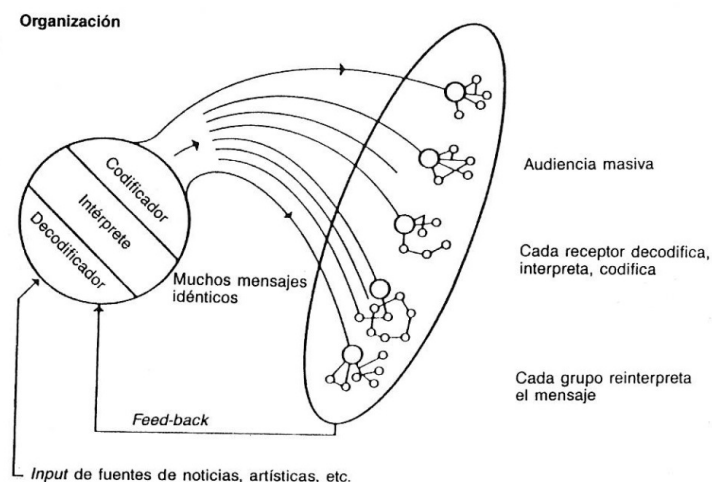 Organización
Codificador
Intérprete
Decodificador
Muchos mensajes
idénticos
Audiencia masiva
Cada receptor decodifica,
interpreta, codifica
Cada grupo reinterpreta
el mensaje
Feed-back
Input de fuentes de noticias, artísticas, etc.